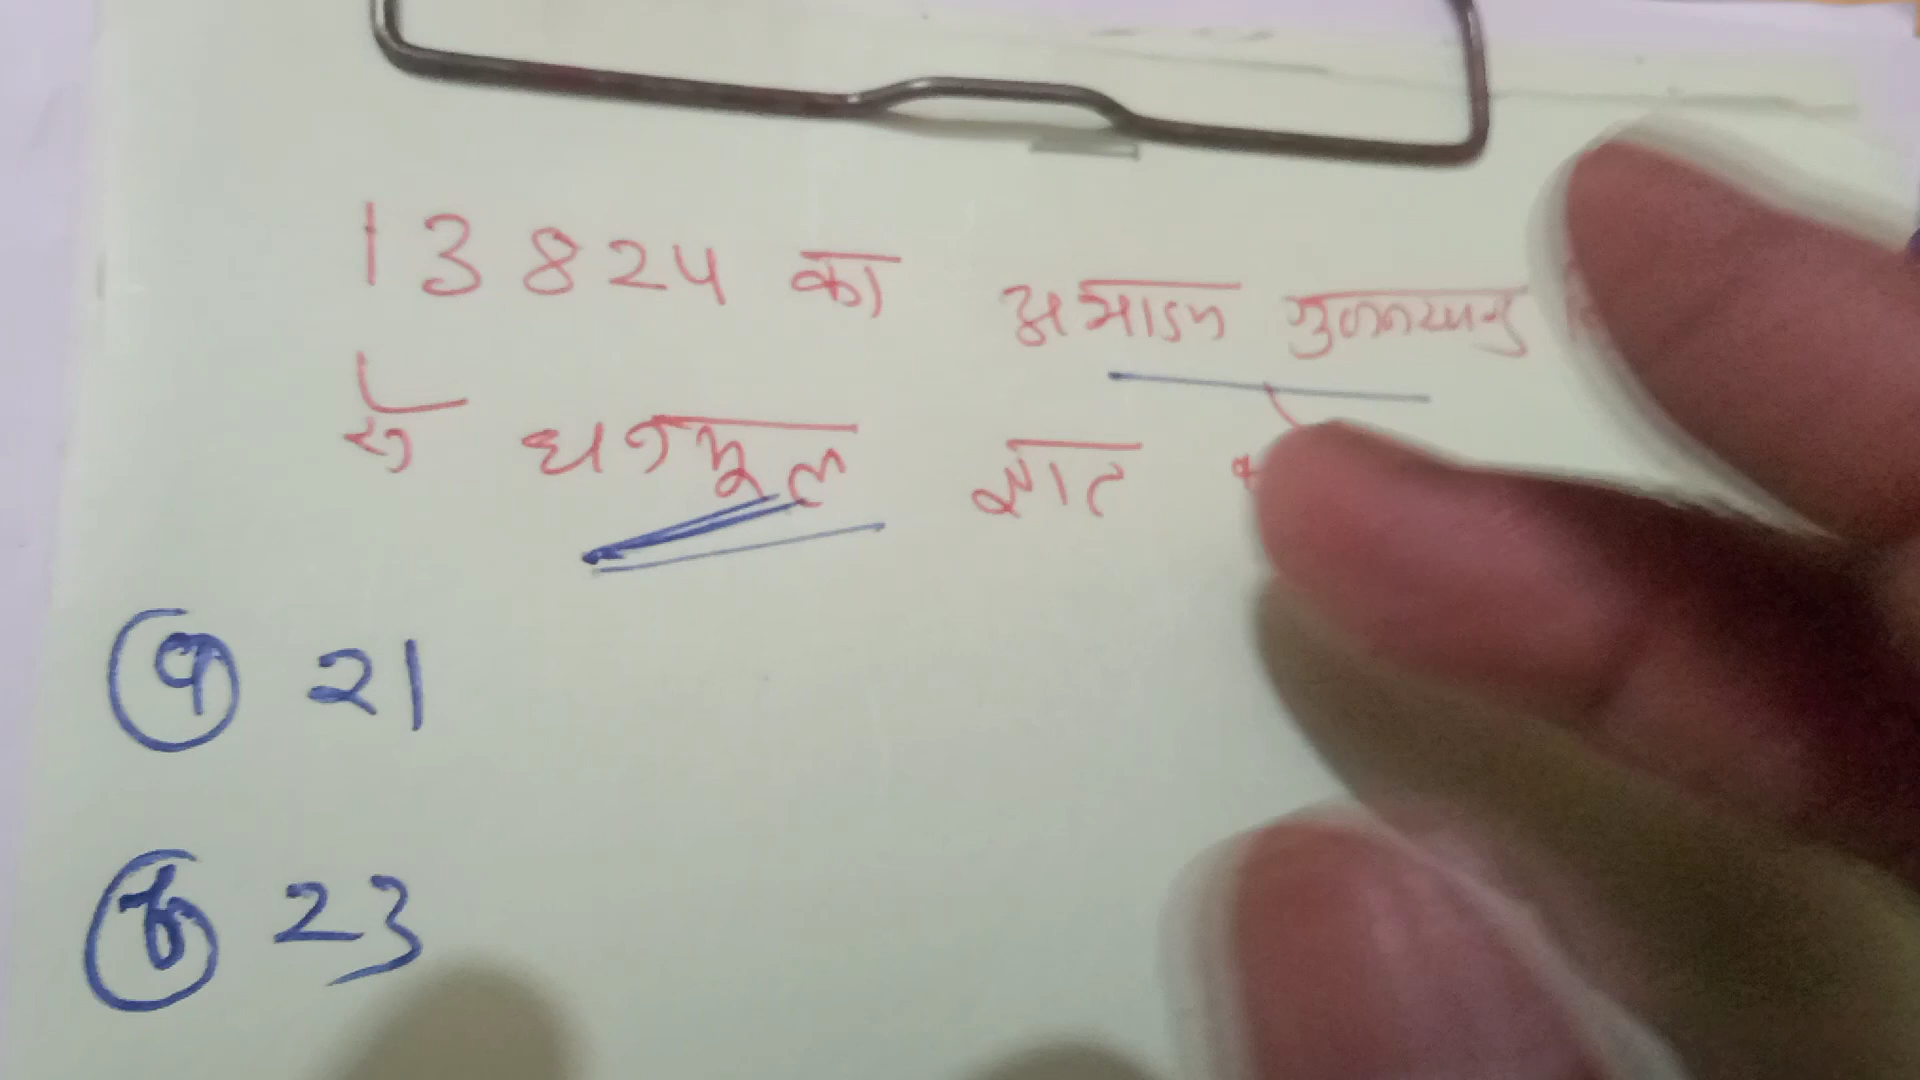 13824 का अभाज्य गुणनखण्ड
से घनमूल ज्ञात
क 21
ख 23